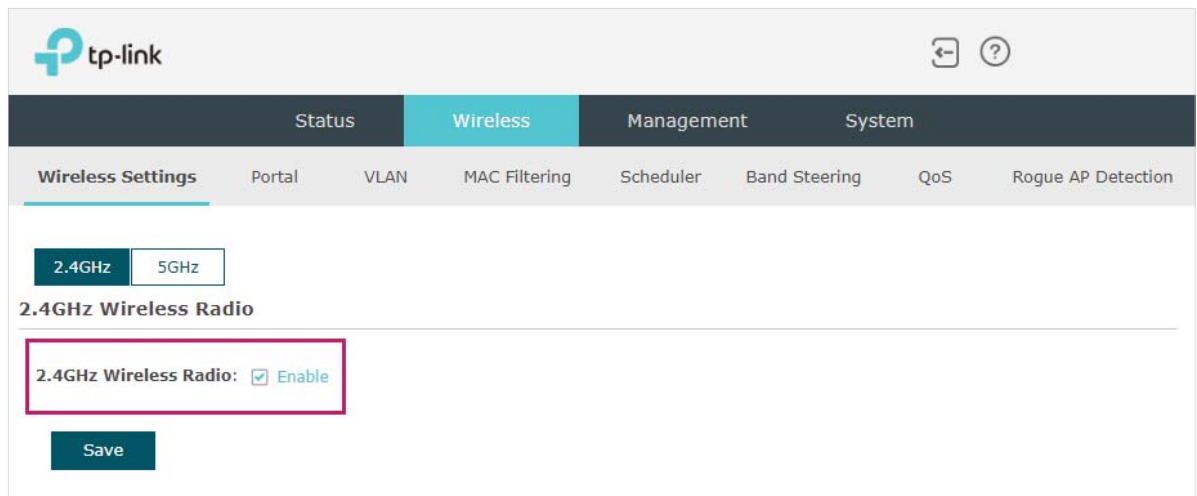 tp-link
Status Wireless Management System
Wireless Settings Portal VLAN MAC Filtering Scheduler Band Steering QoS Rogue AP Detection
2.4GHz 5GHz
2.4GHz Wireless Radio
2.4GHz Wireless Radio: Enable
Save